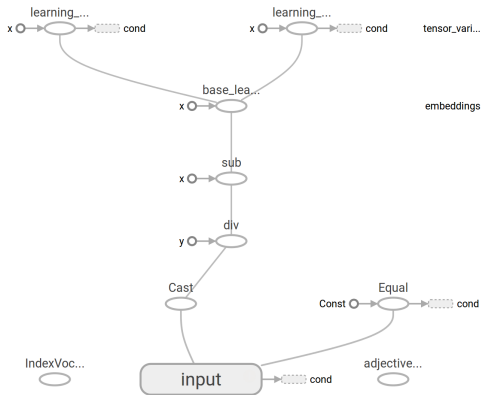 learning_... learning_...
x cond x cond tensor_vari...
base_lea...
x embeddings
sub
x
div
y
Cast Equal
Const cond
IndexVoc... input cond adjective...